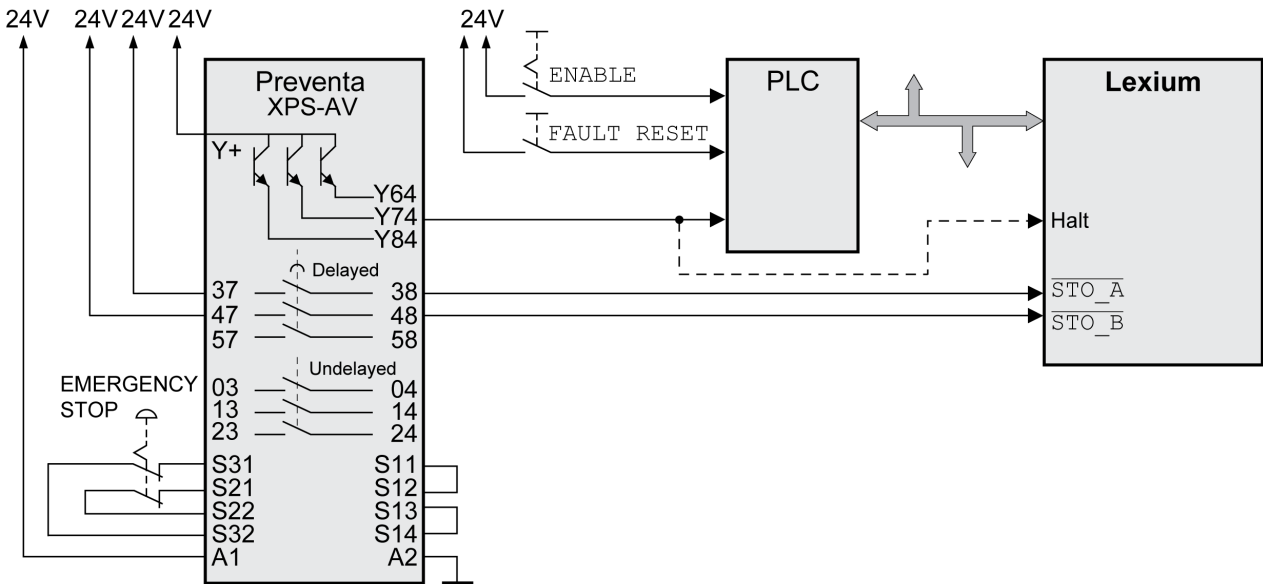 24V 24V 24V 24V 24V
Preventa
XPS-AV
PLC
Lexium
ENABLE
FAULT RESET
Y+
Y64
Y74
Y84
Halt
Delayed
37 38
47 48
57 58
STO_A
STO_B
Undelayed
EMERGENCY
STOP
03 04
13 14
23 24
S31 S11
S21 S12
S22 S13
S32 S14
A1 A2